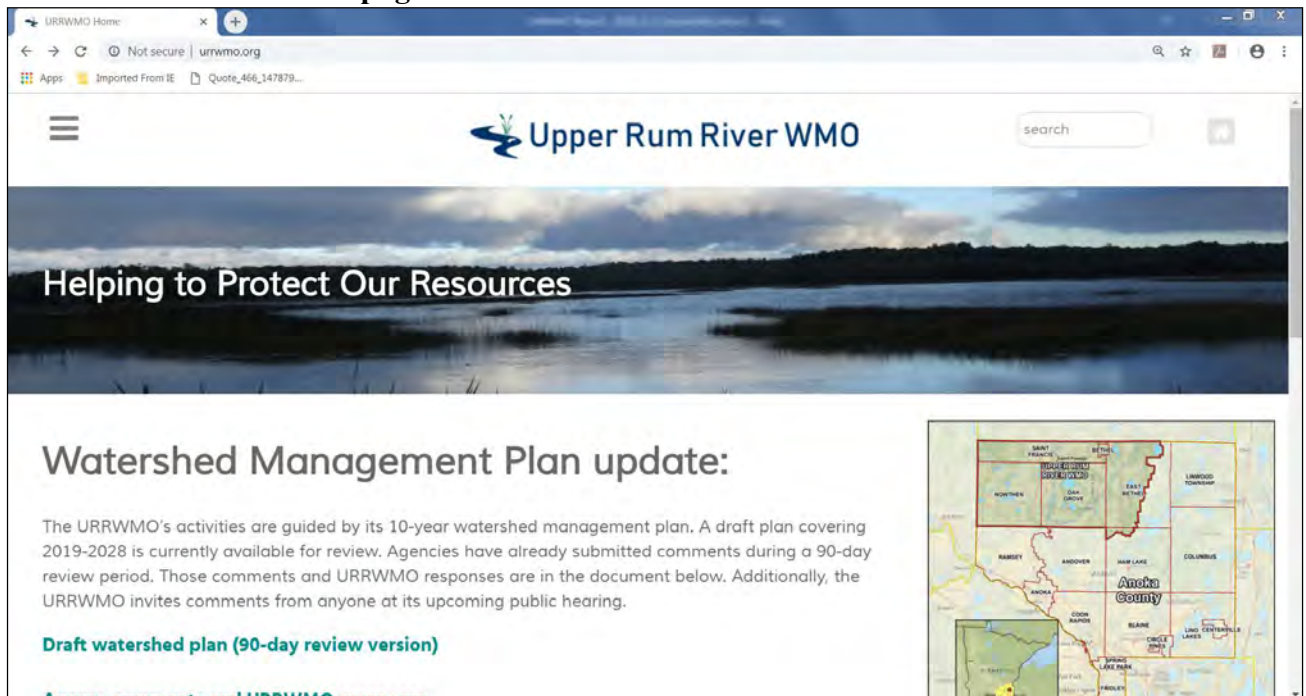 URRWMO Home
Not secure | urrwmo.org
Apps
Imported From IE
Quote_466_147879...
Upper Rum River WMO
search
Helping to Protect Our Resources
Watershed Management Plan update:
The URRWMO's activities are guided by its 10-year watershed management plan. A draft plan covering
2019-2028 is currently available for review. Agencies have already submitted comments during a 90-day
review period. Those comments and URRWMO responses are in the document below. Additionally, the
URRWMO invites comments from anyone at its upcoming public hearing.
Draft watershed plan (90-day review version)
SAINT
FRANCIS
BETHEL
UPPER RUM
RIVER WMO
NOWTHEN
OAK
GROVE
EAST
BETHEL
LINWOOD
TOWNSHIP
RAMSEY
ANDOVER
HAM LAKE
COLUMBUS
Anoka
County
ANOKA
COON
RAPIDS
BLAINE
LINO
LAKES
CENTERVILLE
CIRCLE
PINES
SPRING
LAKE PARK
FRIDLEY